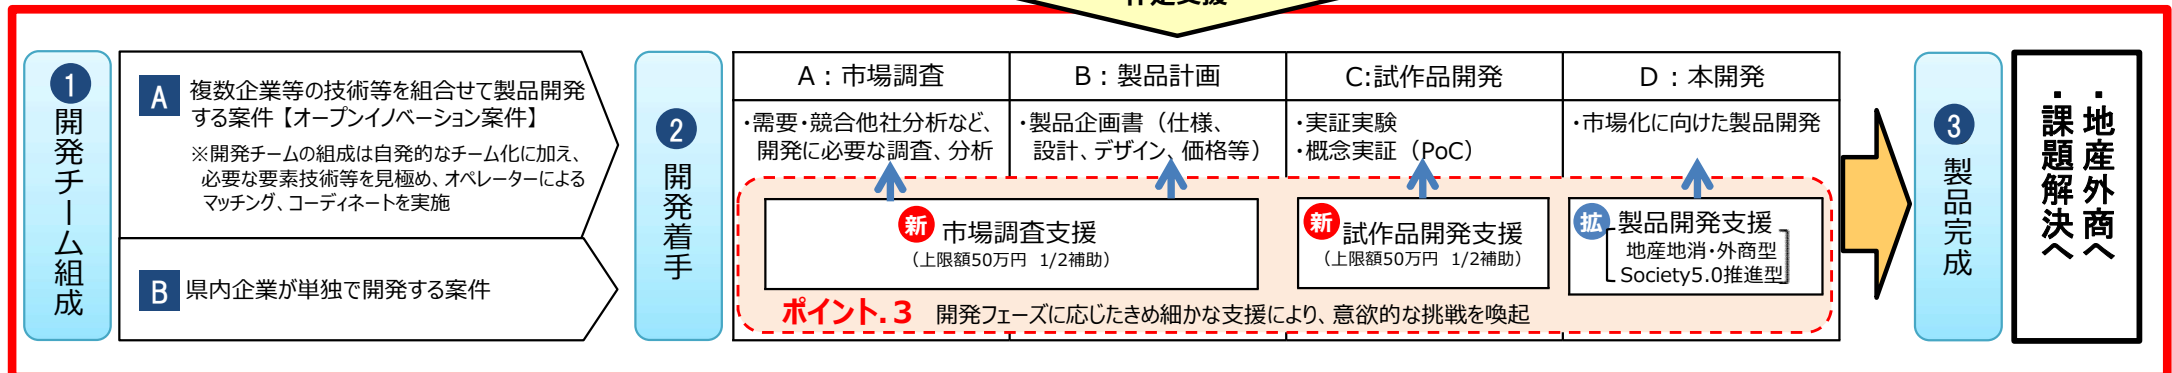 1
開発チーム組成
A
複数企業等の技術等を組合せて製品開発
する案件【オープンイノベーション案件】
※開発チームの組成は自発的なチーム化に加え、
必要な要素技術等を見極め、オペレーターによる
マッチング、コーディネートを実施
B
県内企業が単独で開発する案件
2
開発着手
A：市場調査
・需要・競合他社分析など、
開発に必要な調査、分析
B：製品計画
・製品企画書（仕様、
設計、デザイン、価格等）
C:試作品開発
・実証実験
・概念実証（PoC）
D：本開発
・市場化に向けた製品開発
新 市場調査支援
（上限額50万円 1/2補助）
新 試作品開発支援
（上限額50万円 1/2補助）
拡 製品開発支援
地産地消・外商型
Society5.0推進型
ポイント.3 開発フェーズに応じたきめ細かな支援により、意欲的な挑戦を喚起
3
製品完成
・地産外商へ
・課題解決へ